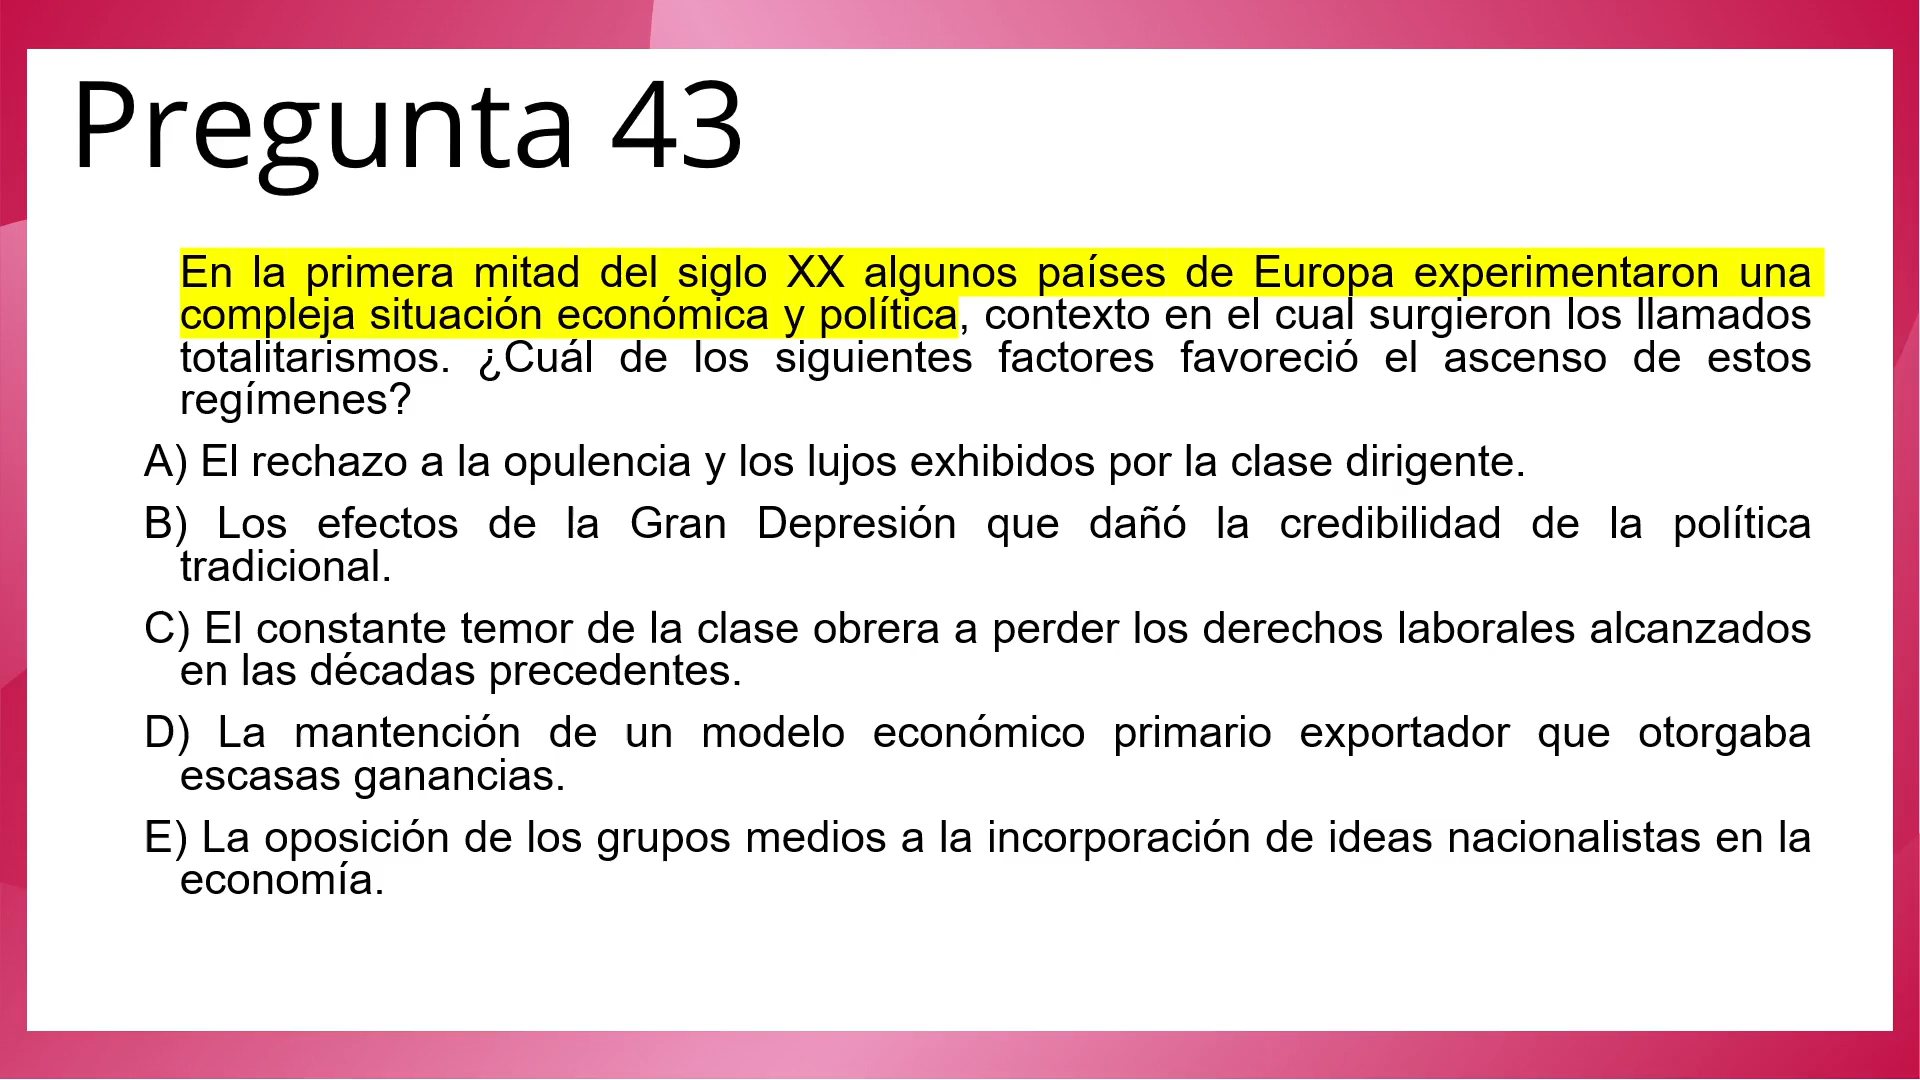 Pregunta 43
En la primera mitad del siglo XX algunos países de Europa experimentaron una
compleja situación económica y política, contexto en el cual surgieron los llamados
totalitarismos. ¿Cuál de los siguientes factores favoreció el ascenso de estos
regímenes?
A) El rechazo a la opulencia y los lujos exhibidos por la clase dirigente.
B) Los efectos de la Gran Depresión que dañó la credibilidad de la política
tradicional.
C) El constante temor de la clase obrera a perder los derechos laborales alcanzados
en las décadas precedentes.
D) La mantención de un modelo económico primario exportador que otorgaba
escasas ganancias.
E) La oposición de los grupos medios a la incorporación de ideas nacionalistas en la
economía.